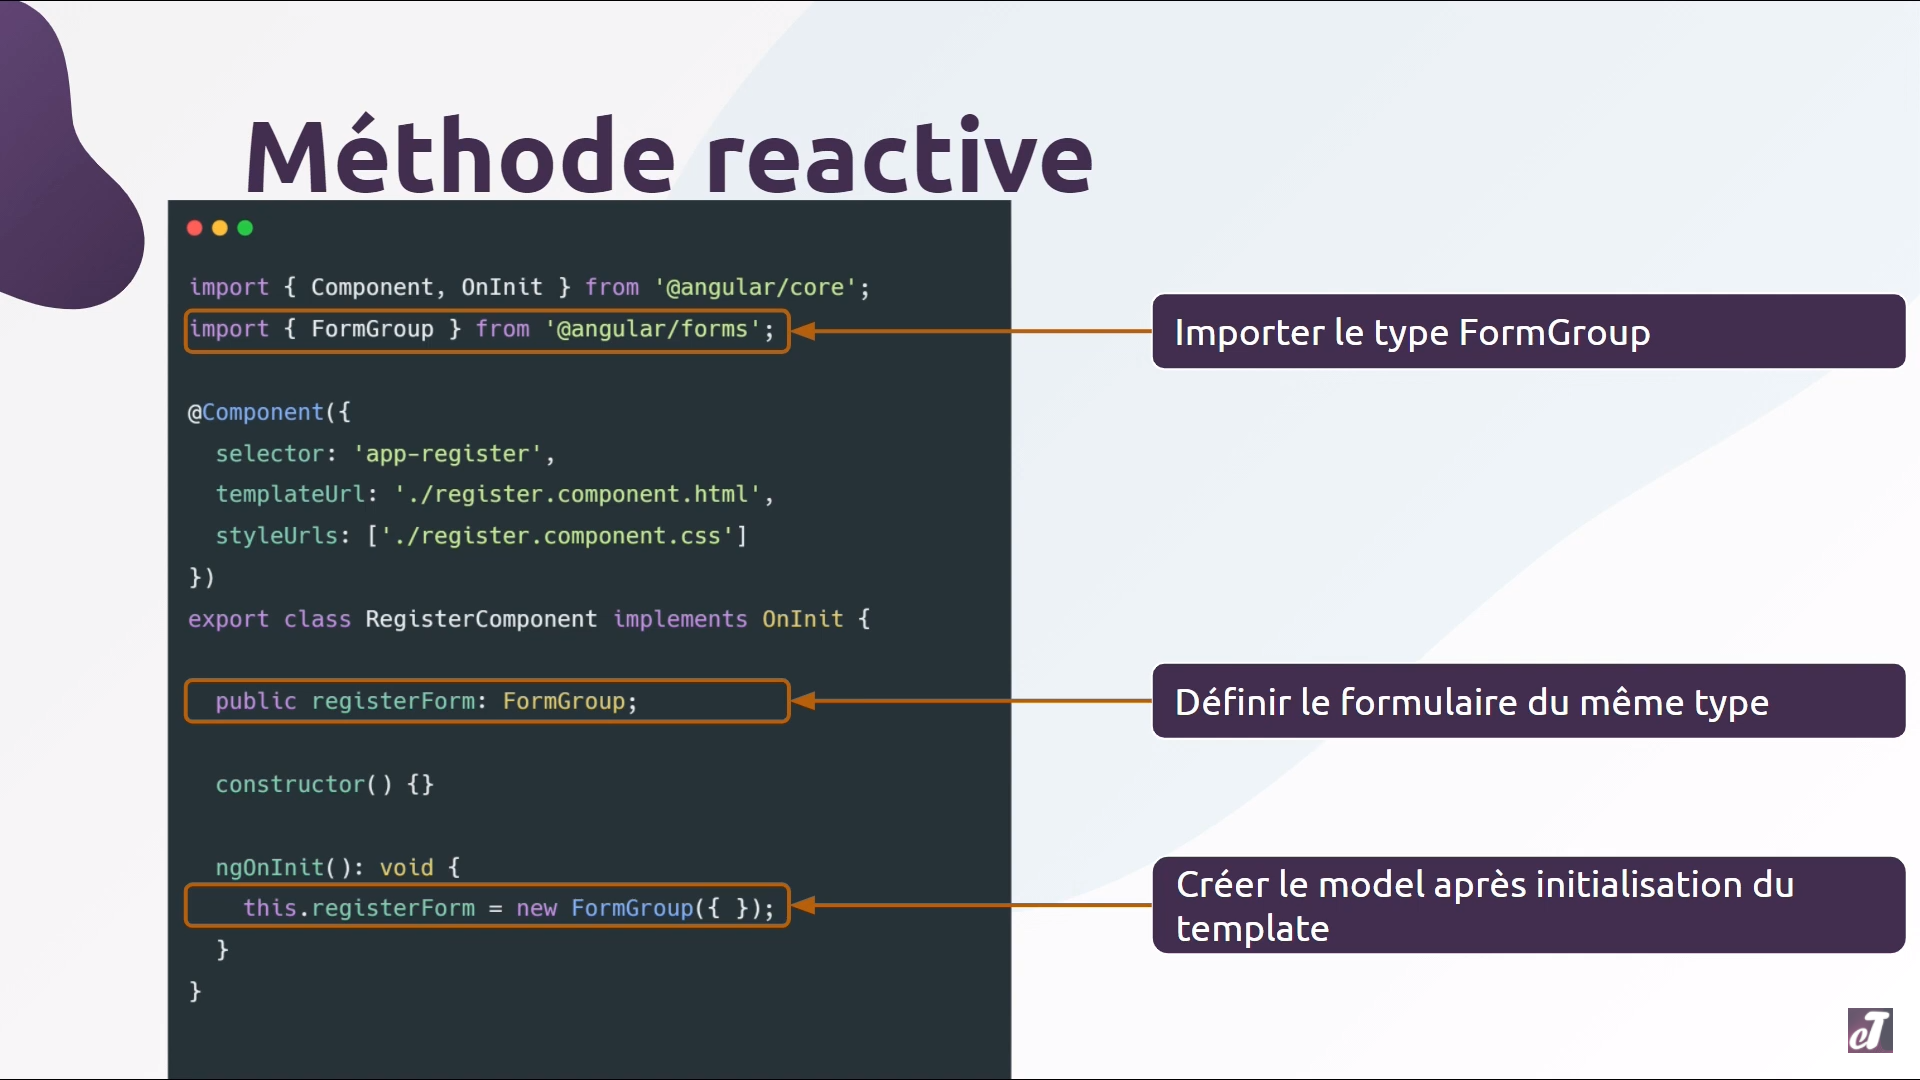 Méthode reactive
import { Component, OnInit } from '@angular/core';
import { FormGroup } from '@angular/forms';
Importer le type FormGroup
@Component({
selector: 'app-register',
templateUrl: './register.component.html',
styleUrls: ['./register.component.css']
})
export class RegisterComponent implements OnInit {
public registerForm: FormGroup;
Définir le formulaire du même type
constructor() {}
ngOnInit(): void {
this.registerForm = new FormGroup({ });
Créer le model après initialisation du
template
}
}
eT